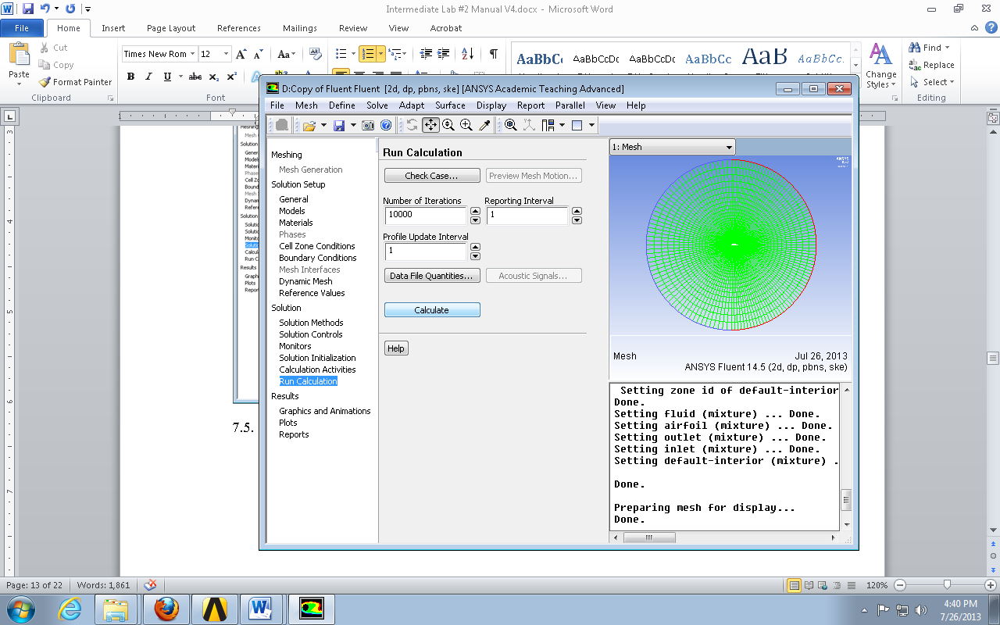 Intermediate Lab #2 Manual V4.docx - Microsoft Word
File Home Insert Page Layout References Mailings Review View Acrobat
Paste
Cut
Copy
Format Painter
Clipboard
Times New Rom 12
Font
AaBbCc AaBbCcDc AaBbCcDc AaBbCc AaBbCc AaB AaBbCc.
Change
Styles
Find
Replace
Select
Editing
D:Copy of Fluent Fluent [2d, dp, pbns, ske] [ANSYS Academic Teaching Advanced]
File Mesh Define Solve Adapt Surface Display Report Parallel View Help
Meshing
Mesh Generation
Solution Setup
General
Models
Materials
Phases
Cell Zone Conditions
Boundary Conditions
Mesh Interfaces
Dynamic Mesh
Reference Values
Solution
Solution Methods
Solution Controls
Monitors
Solution Initialization
Calculation Activities
Run Calculation
Results
Graphics and Animations
Plots
Reports
Run Calculation
Check Case... Preview Mesh Motion...
Number of Iterations Reporting Interval
10000 1
Profile Update Interval
1
Data File Quantities... Acoustic Signals...
Calculate
Help
1: Mesh
ANSYS
Mesh Jul 26, 2013
ANSYS Fluent 14.5 (2d, dp, pbns, ske)
Setting zone id of default-interior
Done.
Setting fluid (mixture) ... Done.
Setting airfoil (mixture) ... Done.
Setting outlet (mixture) ... Done.
Setting inlet (mixture) ... Done.
Setting default-interior (mixture) .
Done.
Preparing mesh for display...
Done.
7.5.
Page: 13 of 22 Words: 1,861 120%
4:40 PM
7/26/2013